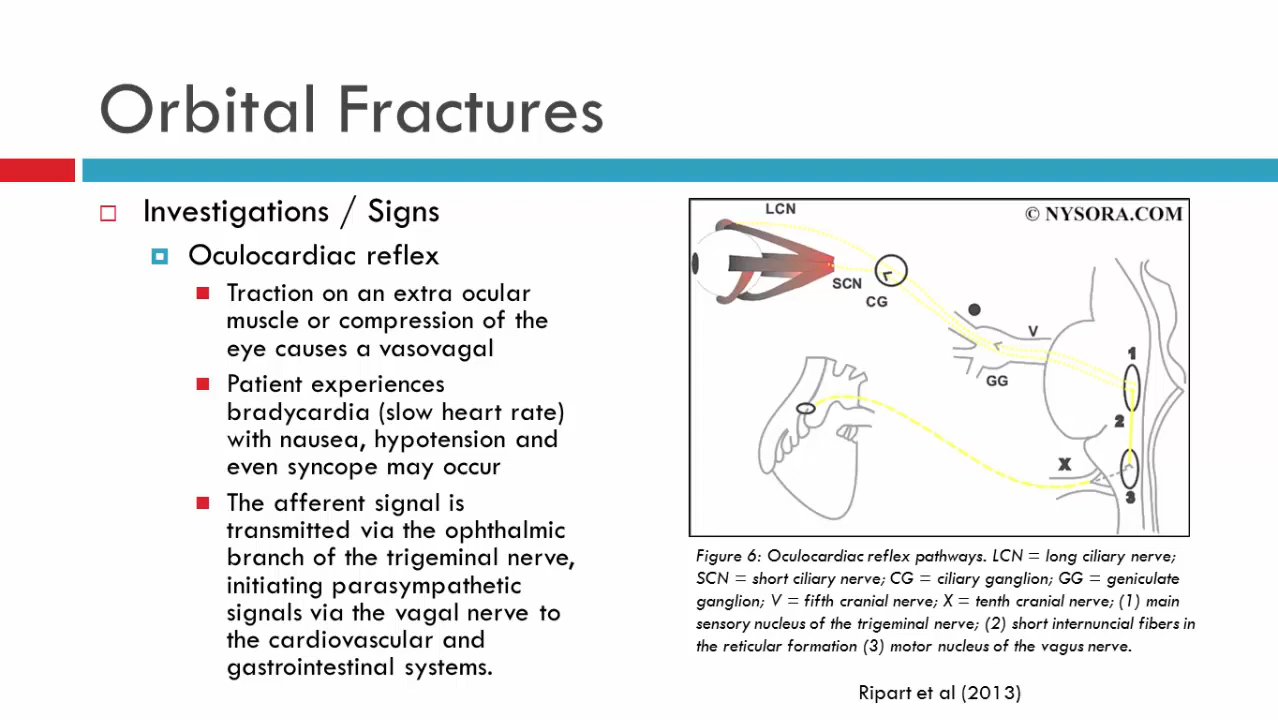 Orbital Fractures
Investigations / Signs
Oculocardiac reflex
Traction on an extra ocular
muscle or compression of the
eye causes a vasovagal
Patient experiences
bradycardia (slow heart rate)
with nausea, hypotension and
even syncope may occur
The afferent signal is
transmitted via the ophthalmic
branch of the trigeminal nerve,
initiating parasympathetic
signals via the vagal nerve to
the cardiovascular and
gastrointestinal systems.
LCN
© NYSORA.COM
SCN
CG
V
GG
1
2
X
3
Figure 6: Oculocardiac reflex pathways. LCN = long ciliary nerve;
SCN = short ciliary nerve; CG = ciliary ganglion; GG = geniculate
ganglion; V = fifth cranial nerve; X = tenth cranial nerve; (1) main
sensory nucleus of the trigeminal nerve; (2) short internuncial fibers in
the reticular formation (3) motor nucleus of the vagus nerve.
Ripart et al (2013)